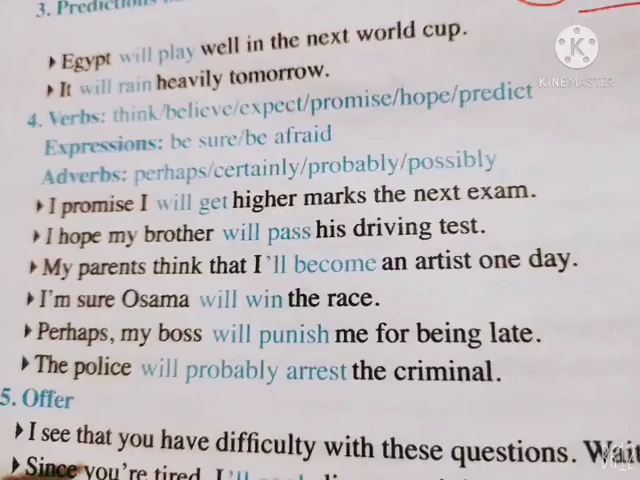 3. Predictions
Egypt will play well in the next world cup.
It will rain heavily tomorrow.
4. Verbs: think/believe/expect/promise/hope/predict
Expressions: be sure/be afraid
Adverbs: perhaps/certainly/probably/possibly
I promise I will get higher marks the next exam.
I hope my brother will pass his driving test.
My parents think that I'll become an artist one day.
I'm sure Osama will win the race.
Perhaps, my boss will punish me for being late.
The police will probably arrest the criminal.
5. Offer
I see that you have difficulty with these questions. Wait
Since you're tired, I'll
KINEMASTER